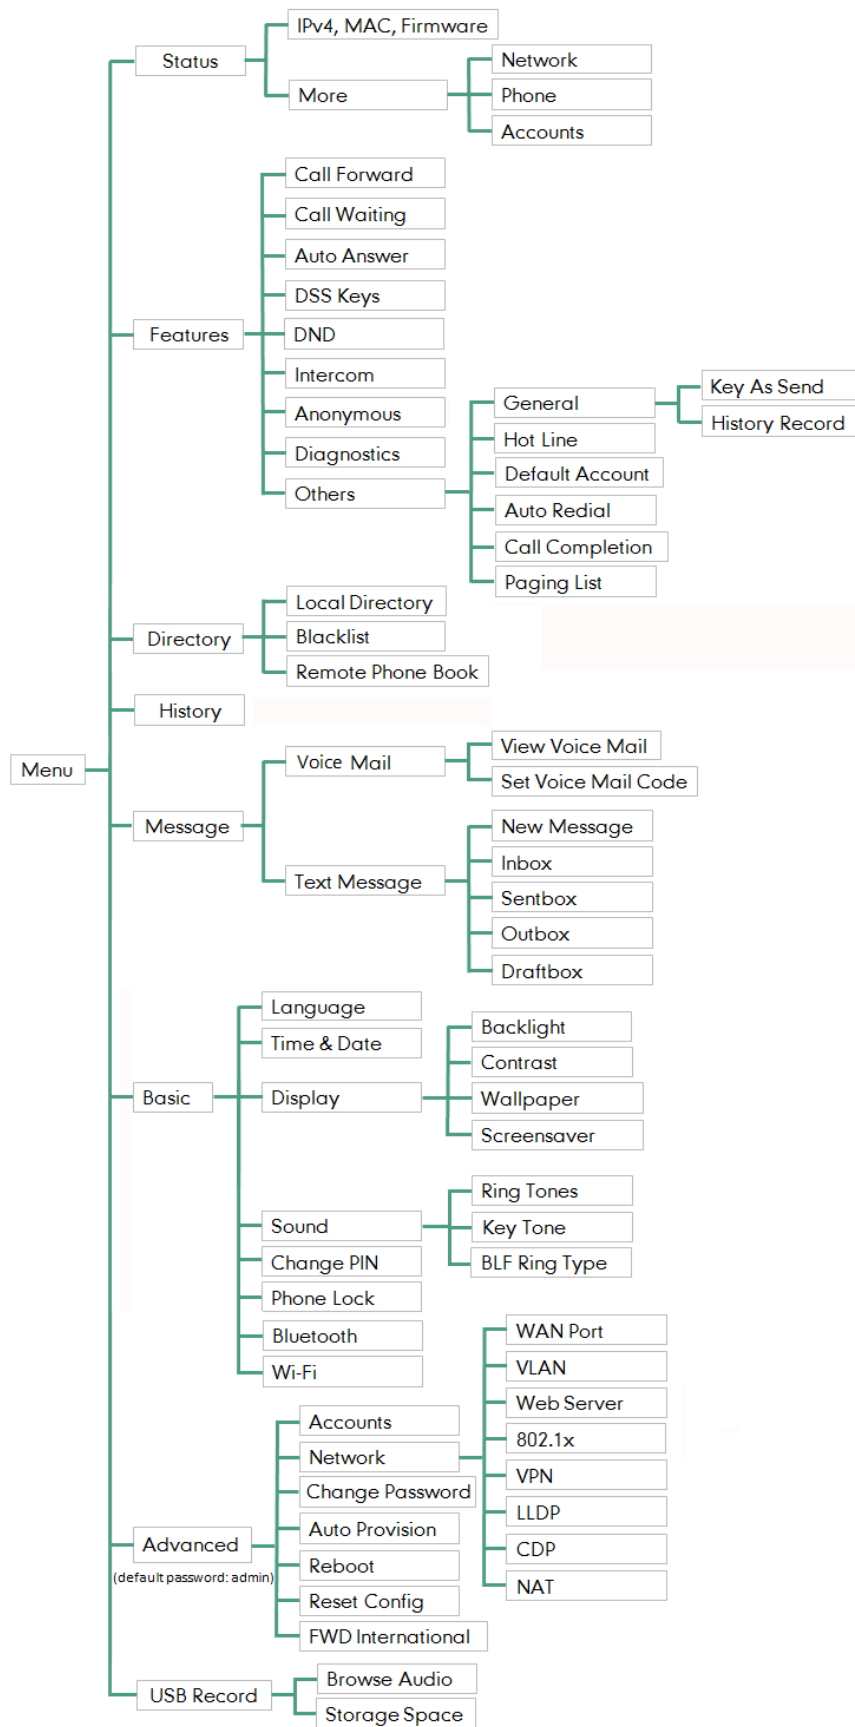 IPv4, MAC, Firmware
Status
Network
More
Phone
Accounts
Call Forward
Call Waiting
Auto Answer
DSS Keys
Features
DND
Intercom
Key As Send
General
Anonymous
History Record
Hot Line
Diagnostics
Default Account
Others
Auto Redial
Call Completion
Paging List
Local Directory
Directory
Blacklist
Remote Phone Book
History
View Voice Mail
Voice Mail
Menu
Set Voice Mail Code
Message
New Message
Inbox
Text Message
Sentbox
Outbox
Draftbox
Language
Backlight
Time & Date
Contrast
Basic
Display
Wallpaper
Screensaver
Ring Tones
Sound
Key Tone
Change PIN
BLF Ring Type
Phone Lock
Bluetooth
WAN Port
Wi-Fi
VLAN
Web Server
Accounts
802.1x
Network
VPN
Change Password
LLDP
Auto Provision
Advanced
CDP
(default password: admin)
Reboot
NAT
Reset Config
FWD International
Browse Audio
USB Record
Storage Space